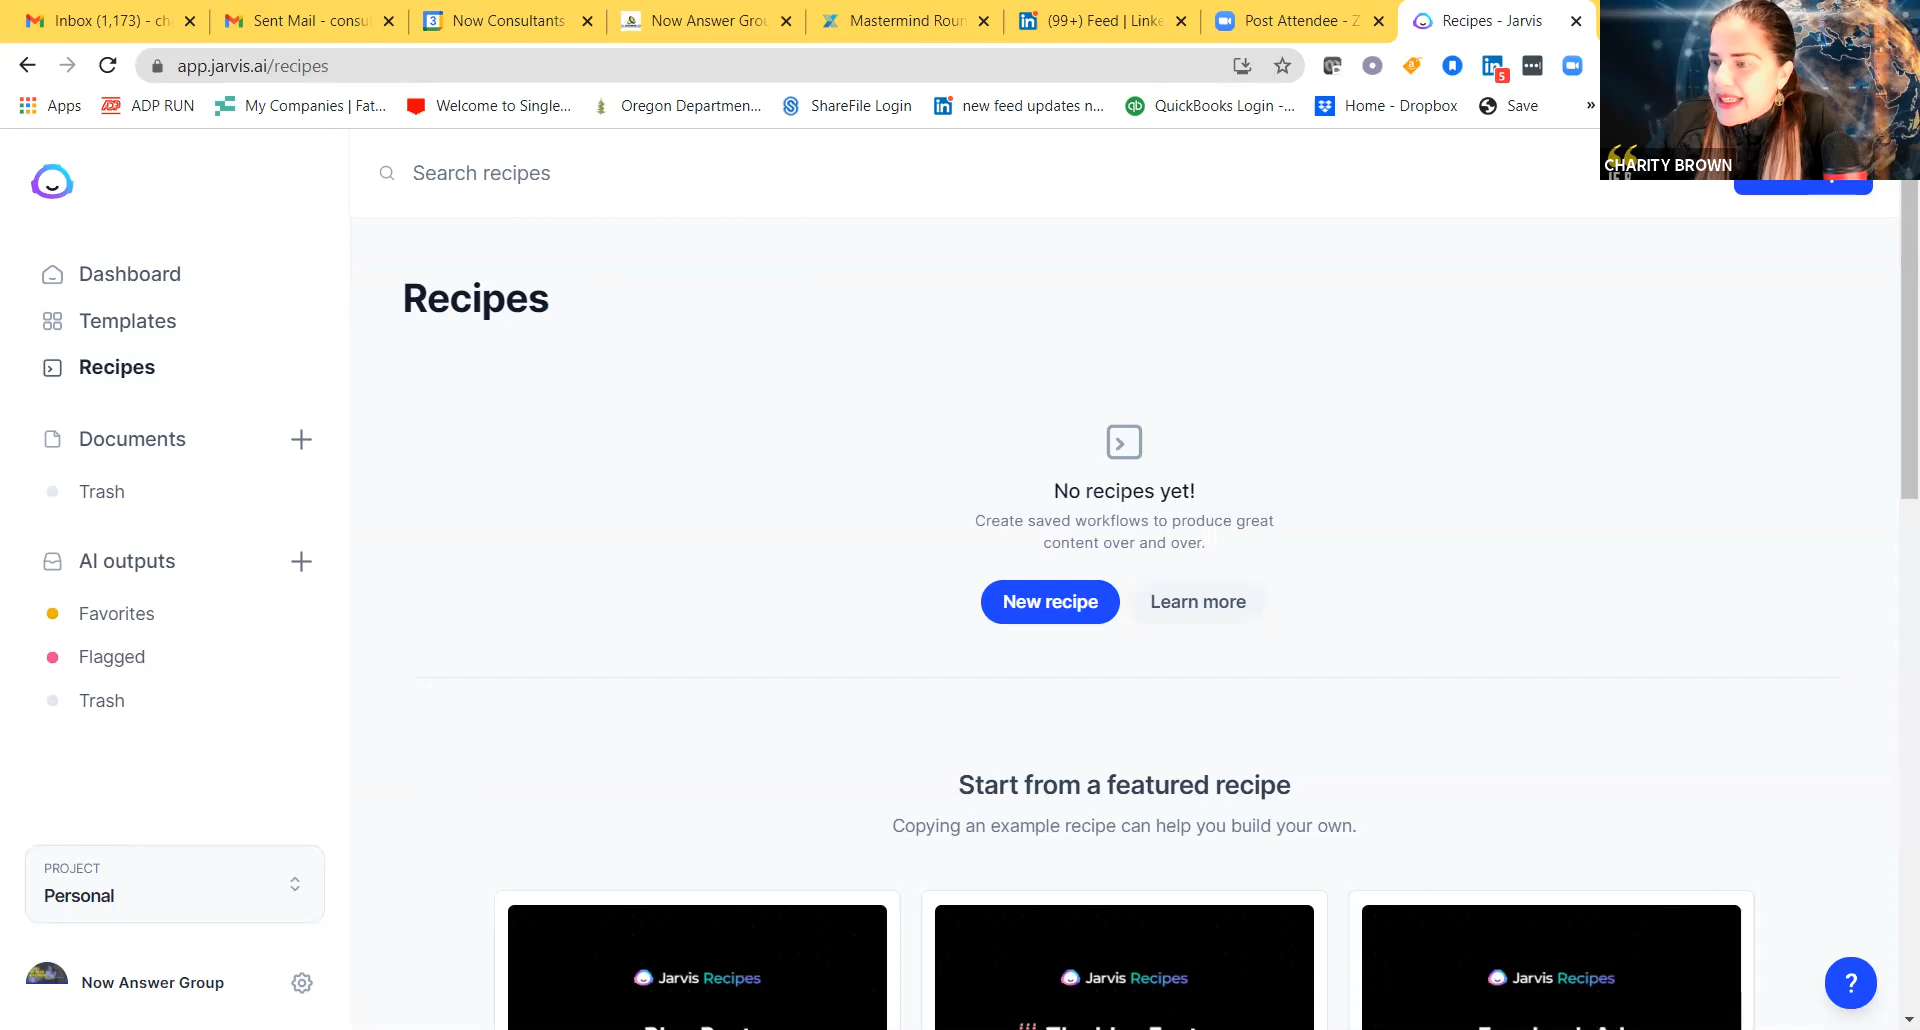 Inbox (1,173) - ch
Sent Mail - consul
Now Consultants
Now Answer Grou
Mastermind Roun
(99+) Feed | Linke
Post Attendee - Z
Recipes - Jarvis
app.jarvis.ai/recipes
5
Apps
ADP RUN
My Companies | Fat...
Welcome to Single...
Oregon Departmen...
ShareFile Login
new feed updates n...
QuickBooks Login -...
Home - Dropbox
Save
»
CHARITY BROWN
Search recipes
Dashboard
Templates
Recipes
Documents
Trash
AI outputs
Favorites
Flagged
Trash
PROJECT
Personal
Now Answer Group
Recipes
No recipes yet!
Create saved workflows to produce great
content over and over.
New recipe
Learn more
Start from a featured recipe
Copying an example recipe can help you build your own.
Jarvis Recipes
Jarvis Recipes
Jarvis Recipes
?